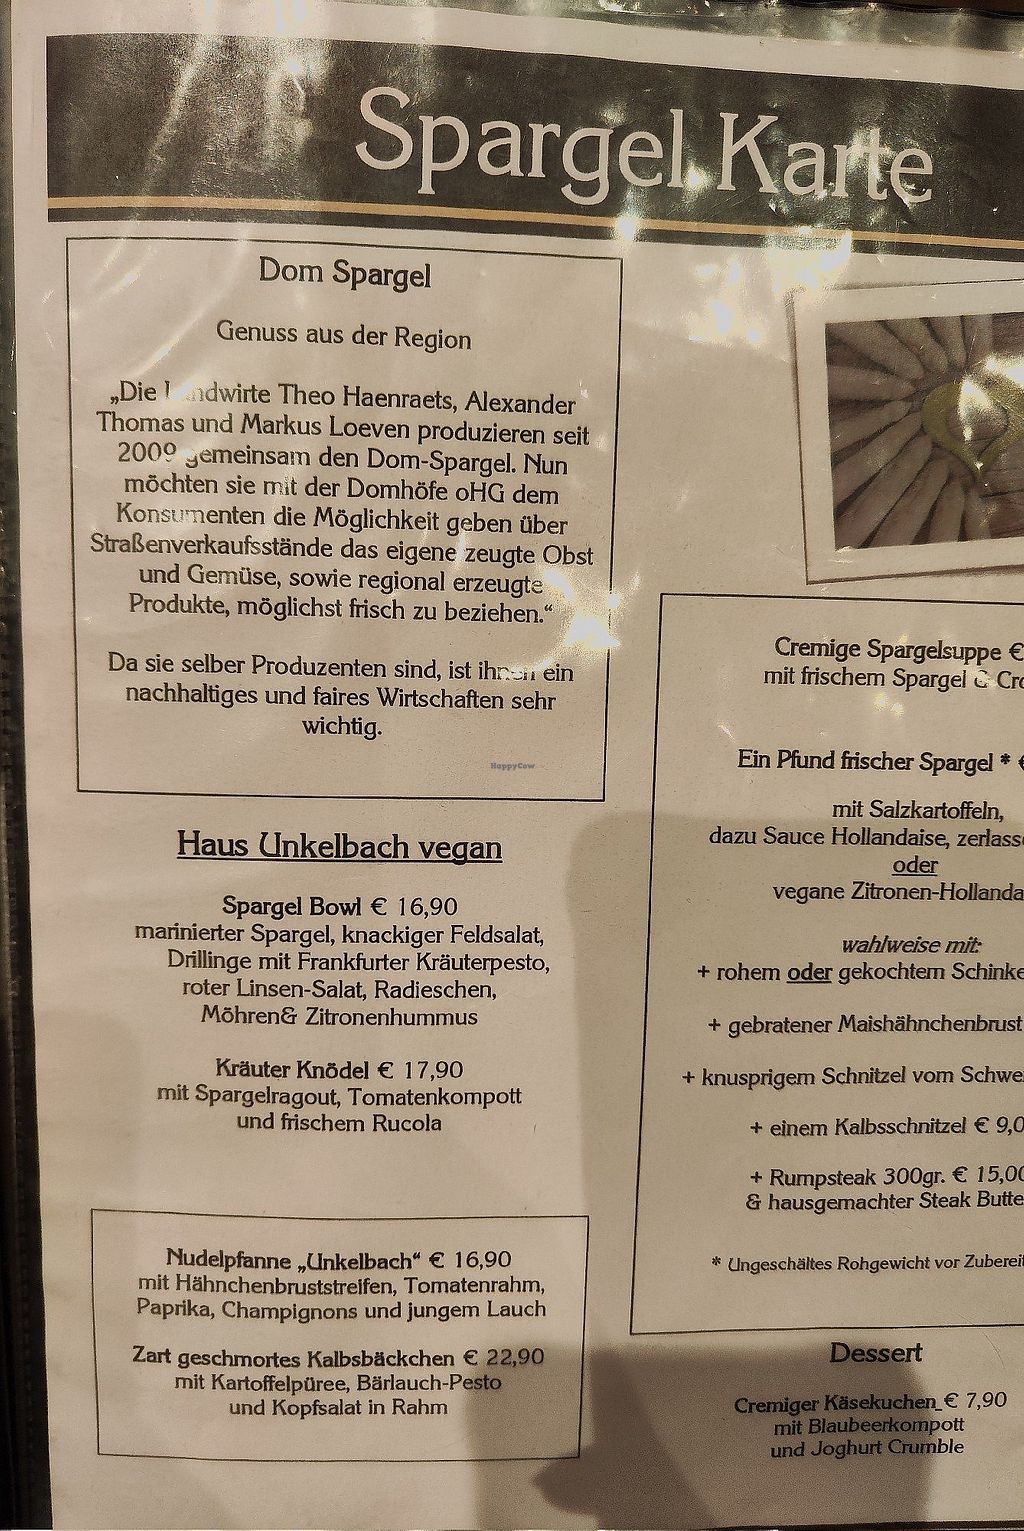 Spargel Karte
Dom Spargel
Genuss aus der Region
„Die Landwirte Theo Haenraets, Alexander
Thomas und Markus Loeven produzieren seit
2009 gemeinsam den Dom-Spargel. Nun
möchten sie mit der Domhöfe oHG dem
Konsumenten die Möglichkeit geben über
Straßenverkaufsstände das eigene zeugte Obst
und Gemüse, sowie regional erzeugte
Produkte, möglichst frisch zu beziehen.“
Da sie selber Produzenten sind, ist ihnen ein
nachhaltiges und faires Wirtschaften sehr
wichtig.
HappyCow
Haus Unkelbach vegan
Spargel Bowl € 16,90
marinierter Spargel, knackiger Feldsalat,
Drillinge mit Frankfurter Kräuterpesto,
roter Linsen-Salat, Radieschen,
Möhren& Zitronenhummus
Kräuter Knödel € 17,90
mit Spargelragout, Tomatenkompott
und frischem Rucola
Nudelpfanne „Unkelbach“ € 16,90
mit Hähnchenbruststreifen, Tomatenrahm,
Paprika, Champignons und jungem Lauch
Zart geschmortes Kalbsbäckchen € 22,90
mit Kartoffelpüree, Bärlauch-Pesto
und Kopfsalat in Rahm
Cremige Spargelsuppe €
mit frischem Spargel &
Ein Pfund frischer Spargel *
mit Salzkartoffeln,
dazu Sauce Hollandaise,
oder
vegane
wahlweise mit:
+ rohem oder gekochtem
+ gebratener Maishähnchenbrust
+ knusprigem Schnitzel vom
+ einem Kalbsschnitzel €
+ Rumpsteak 300gr. €
& hausgemachter Steak
* Ungeschältes Rohgewicht vor
Dessert
Cremiger Käsekuchen € 7,90
mit Blaubeerkompott
und Joghurt Crumble